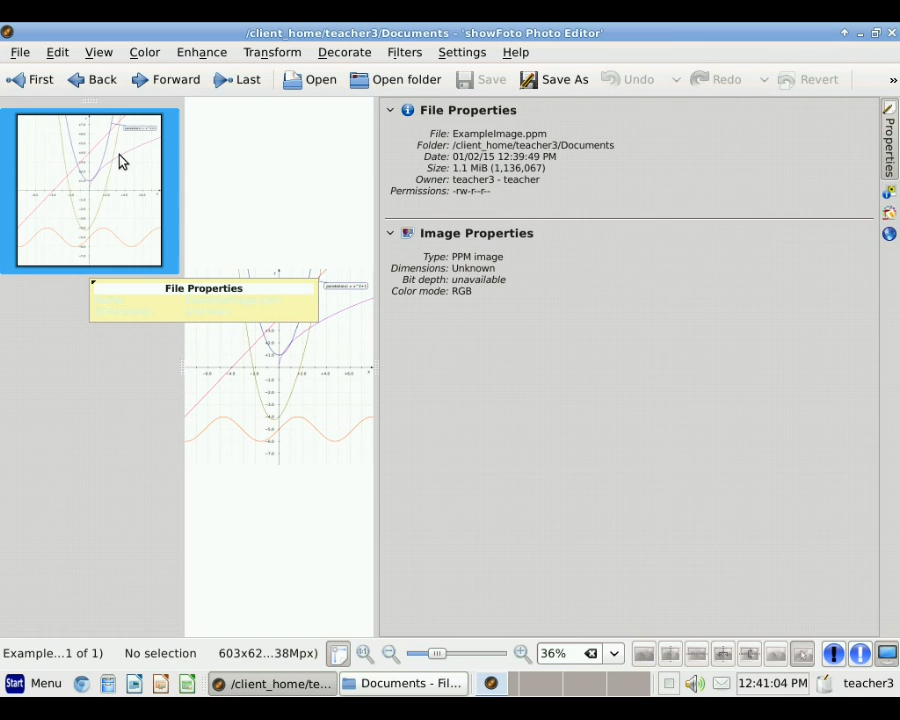 /client_home/teacher3/Documents - 'showFoto Photo Editor'
File Edit View Color Enhance Transform Decorate Filters Settings Help
First Back Forward Last Open Open folder Save Save As Undo Redo Revert »
File Properties
File: ExampleImage.ppm
Folder: /client_home/teacher3/Documents
Date: 01/02/15 12:39:49 PM
Size: 1.1 MiB (1,136,067)
Owner: teacher3 - teacher
Permissions: -rw-r--r--
Properties
Image Properties
Type: PPM image
Dimensions: Unknown
Bit depth: unavailable
Color mode: RGB
File Properties
Example...1 of 1) No selection 603x62...38Mpx) 36%
Start Menu /client_home/te... Documents - Fil... 12:41:04 PM teacher3